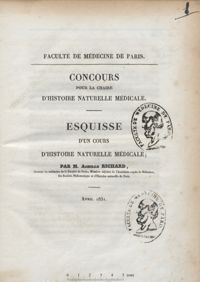 FACULTE DE MÉDECINE DE PARIS.
CONCOURS
POUR LA CHAIRE
D'HISTOIRE NATURELLE MÉDICALE.
ESQUISSE
D'UN COURS
D'HISTOIRE NATURELLE MÉDICALE;
PAR M. ACHILLE RICHARD,
AVRIL 1831.